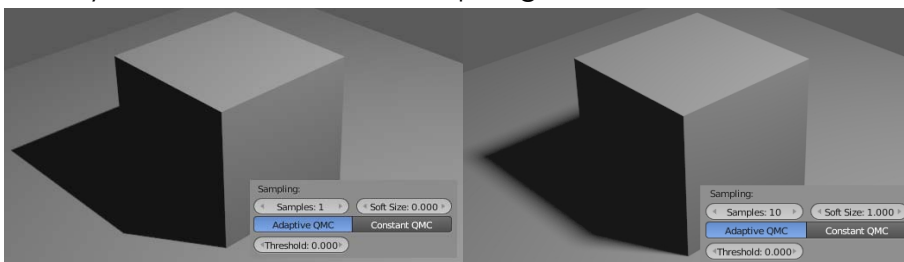 Sampling:
Samples: 1
Soft Size: 0.000
Adaptive QMC
Constant QMC
Threshold: 0.000
Sampling:
Samples: 10
Soft Size: 1.000
Adaptive QMC
Constant QMC
Threshold: 0.000